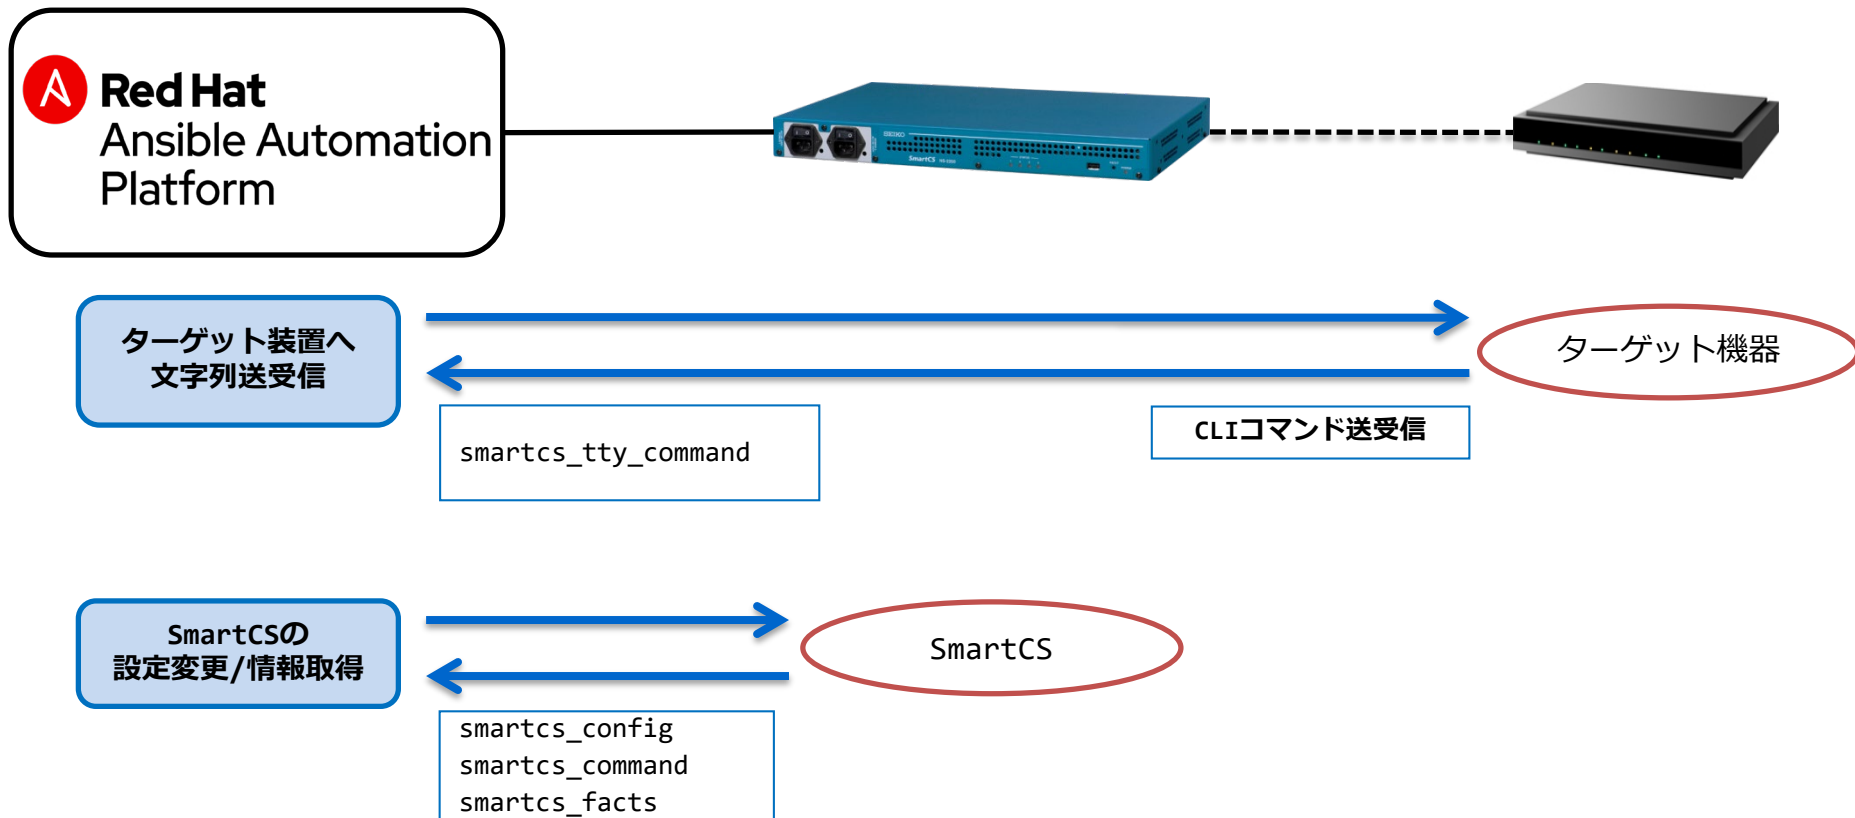 Red Hat
Ansible Automation
Platform
SEIKO
SmartCS
ターゲット装置へ
文字列送受信
ターゲット機器
smartcs_tty_command
CLIコマンド送受信
SmartCSの
設定変更/情報取得
SmartCS
smartcs_config
smartcs_command
smartcs_facts